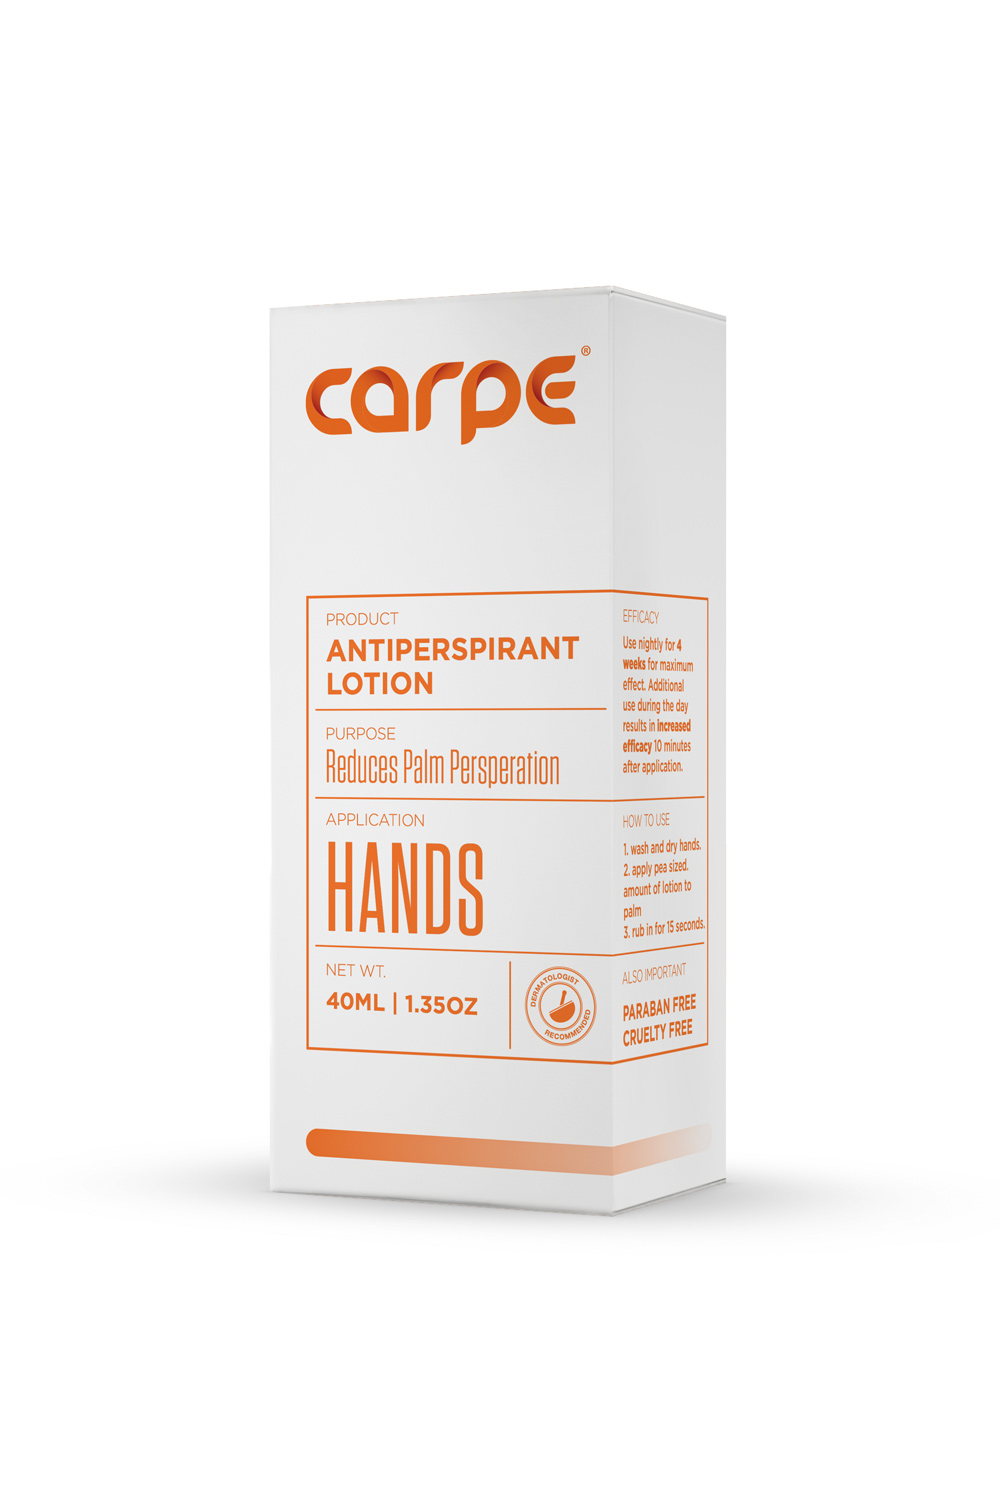 carpe®
PRODUCT
ANTIPERSPIRANT
LOTION
PURPOSE
Reduces Palm Persperation
APPLICATION
HANDS
NET WT.
40ML | 1.35OZ
DERMATOLOGIST
RECOMMENDED
EFFICACY
Use nightly for 4
weeks for maximum
effect. Additional
use during the day
results in increased
efficacy 10 minutes
after application.
HOW TO USE
1. wash and dry hands.
2. apply pea sized.
amount of lotion to
palm
3. rub in for 15 seconds.
ALSO IMPORTANT
PARABAN FREE
CRUELTY FREE